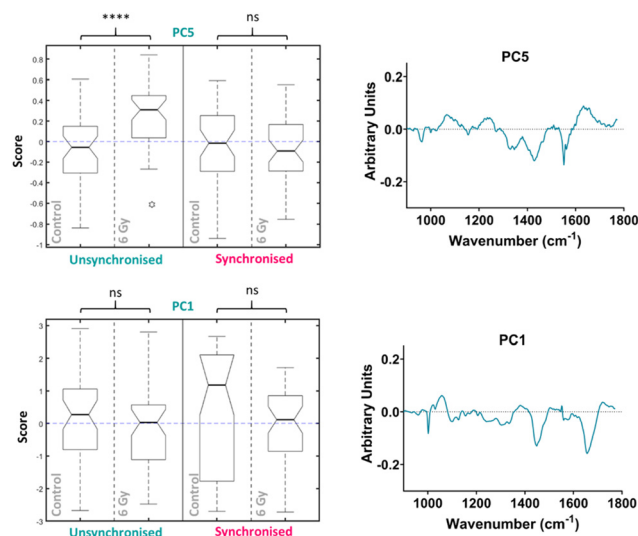 **** PC5 ns
0.8
0.6
0.4
0.2
0
-0.2
-0.4
-0.6
-0.8
-1
Score
Control
6 Gy
Control
6 Gy
Unsynchronised Synchronised
PC5
0.2
0.0
-0.2
Arbitrary Units
1000 1200 1400 1600 1800
Wavenumber (cm-1)
ns PC1 ns
3
2
1
0
-1
-2
-3
Score
Control
6 Gy
Control
6 Gy
Unsynchronised Synchronised
PC1
0.2
0.0
-0.2
Arbitrary Units
1000 1200 1400 1600 1800
Wavenumber (cm-1)